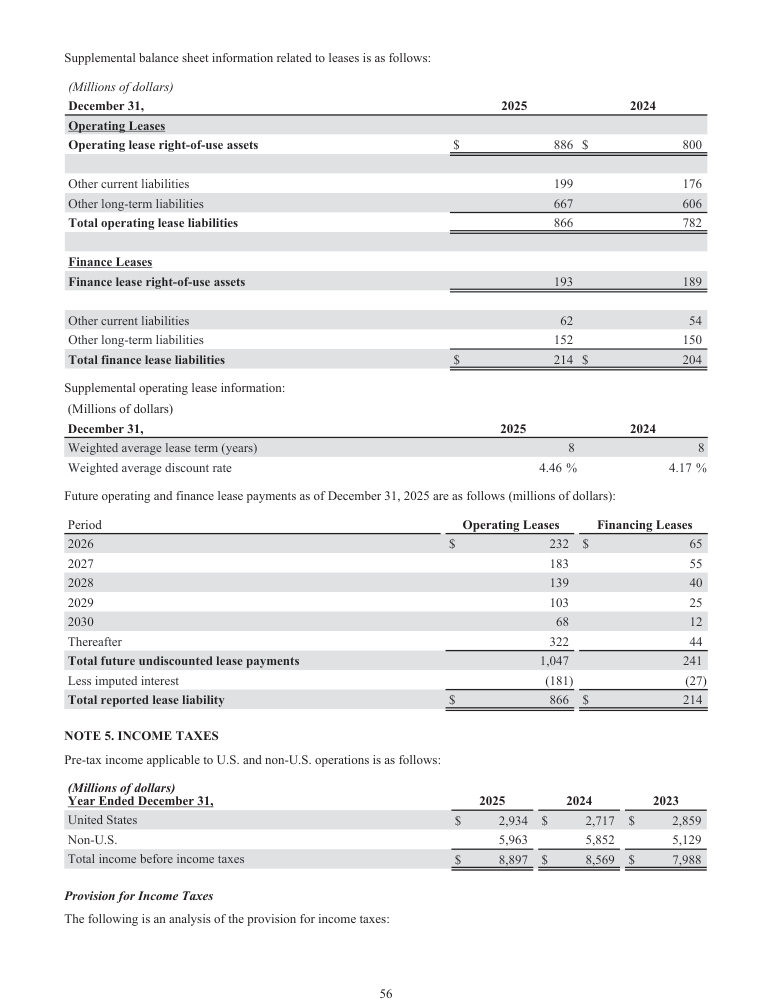 Supplemental balance sheet information related to leases is as follows:
(Millions of dollars)
December 31, 2025 2024
Operating Leases
Operating lease right-of-use assets $ 886 $ 800
Other current liabilities 199 176
Other long-term liabilities 667 606
Total operating lease liabilities 866 782
Finance Leases
Finance lease right-of-use assets 193 189
Other current liabilities 62 54
Other long-term liabilities 152 150
Total finance lease liabilities $ 214 $ 204
Supplemental operating lease information:
(Millions of dollars)
December 31, 2025 2024
Weighted average lease term (years) 8 8
Weighted average discount rate 4.46 % 4.17 %
Future operating and finance lease payments as of December 31, 2025 are as follows (millions of dollars):
Period Operating Leases Financing Leases
2026 $ 232 $ 65
2027 183 55
2028 139 40
2029 103 25
2030 68 12
Thereafter 322 44
Total future undiscounted lease payments 1,047 241
Less imputed interest (181) (27)
Total reported lease liability $ 866 $ 214
NOTE 5. INCOME TAXES
Pre-tax income applicable to U.S. and non-U.S. operations is as follows:
(Millions of dollars)
Year Ended December 31, 2025 2024 2023
United States $ 2,934 $ 2,717 $ 2,859
Non-U.S. 5,963 5,852 5,129
Total income before income taxes $ 8,897 $ 8,569 $ 7,988
Provision for Income Taxes
The following is an analysis of the provision for income taxes:
56